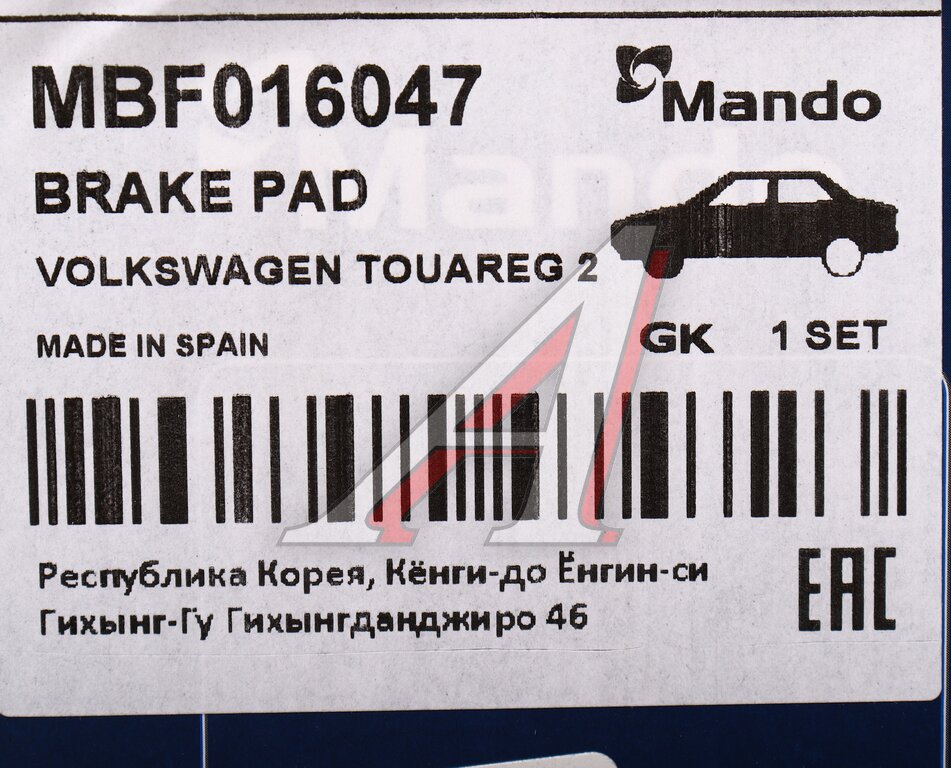 MBF016047
Mando
BRAKE PAD
VOLKSWAGEN TOUAREG 2
MADE IN SPAIN
GK 1 SET
Республика Корея, Кёнги-до Ёнгин-си
Гихынг-Гу Гихынгданджиро 46
EAC